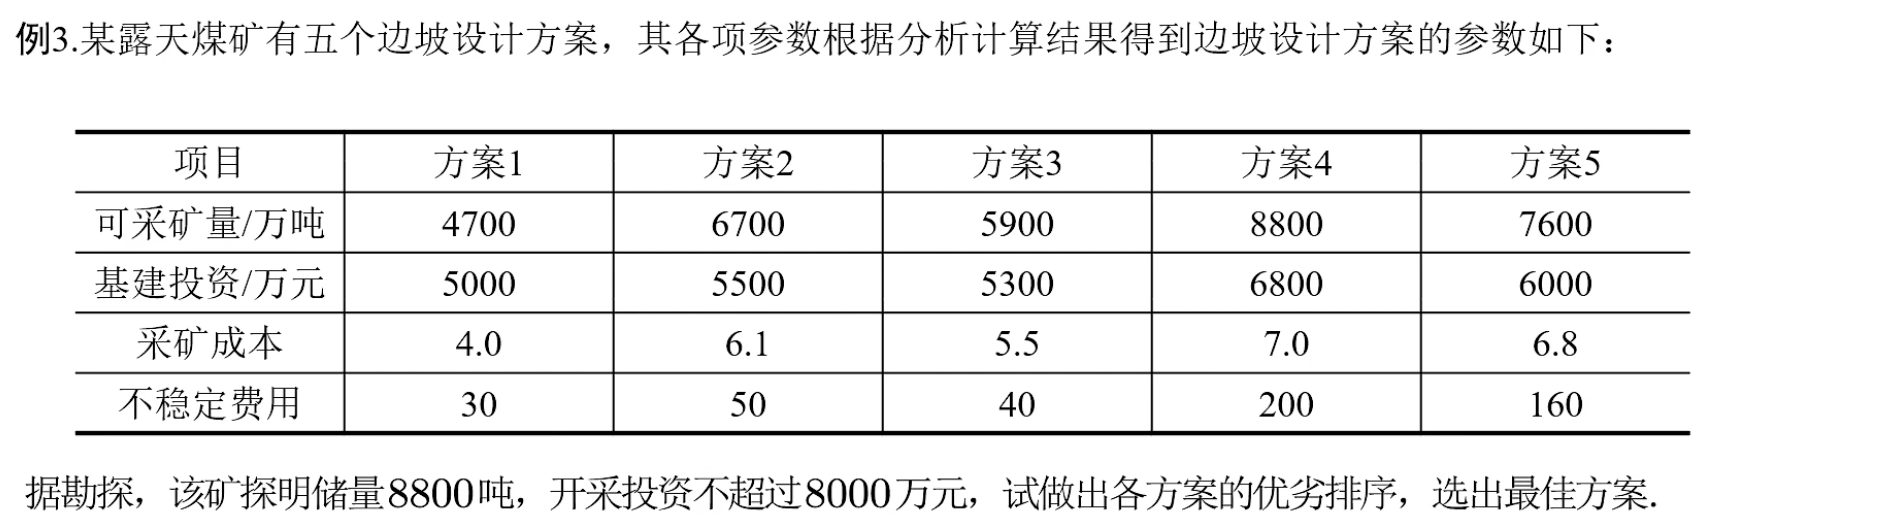 例3.某露天煤矿有五个边坡设计方案，其各项参数根据分析计算结果得到边坡设计方案的参数如下：
项目 方案1 方案2 方案3 方案4 方案5
可采矿量/万吨 4700 6700 5900 8800 7600
基建投资/万元 5000 5500 5300 6800 6000
采矿成本 4.0 6.1 5.5 7.0 6.8
不稳定费用 30 50 40 200 160
据勘探，该矿探明储量8800吨，开采投资不超过8000万元，试做出各方案的优劣排序，选出最佳方案.